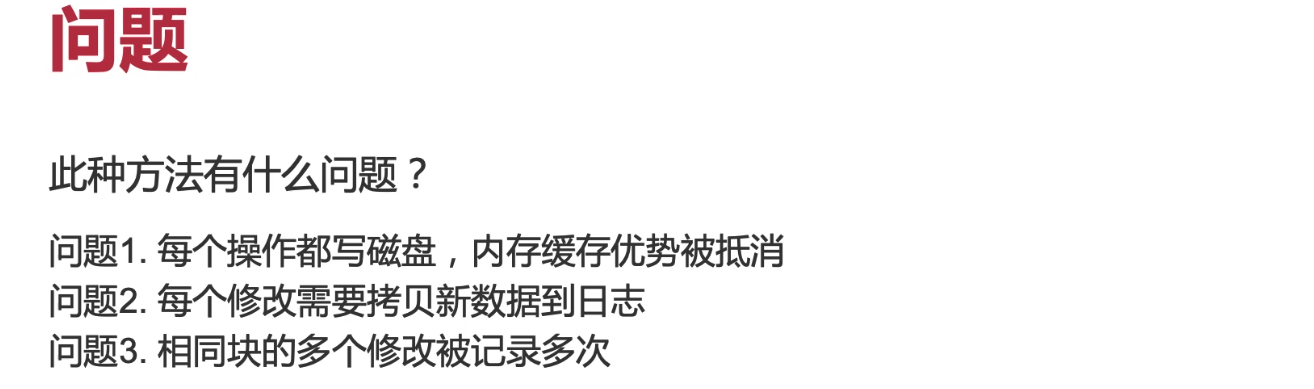 问题
此种方法有什么问题？
问题1. 每个操作都写磁盘，内存缓存优势被抵消
问题2. 每个修改需要拷贝新数据到日志
问题3. 相同块的多个修改被记录多次